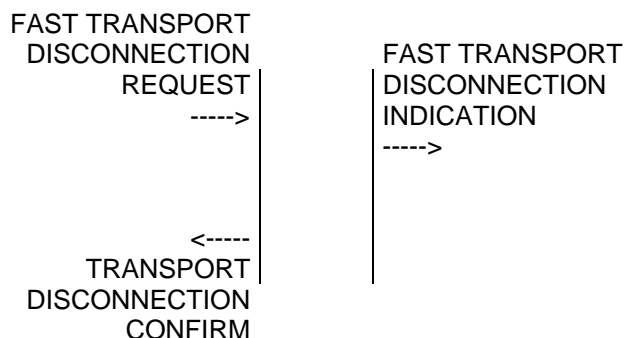 FAST TRANSPORT
DISCONNECTION
REQUEST
----->
FAST TRANSPORT
DISCONNECTION
INDICATION
----->
<-----
TRANSPORT
DISCONNECTION
CONFIRM